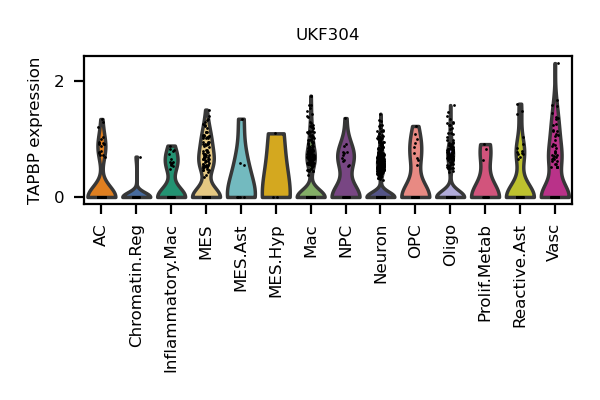 UKF304
TAPBP expression
2
0
AC
Chromatin.Reg
Inflammatory.Mac
MES
MES.Ast
MES.Hyp
Mac
NPC
Neuron
OPC
Oligo
Prolif.Metab
Reactive.Ast
Vasc